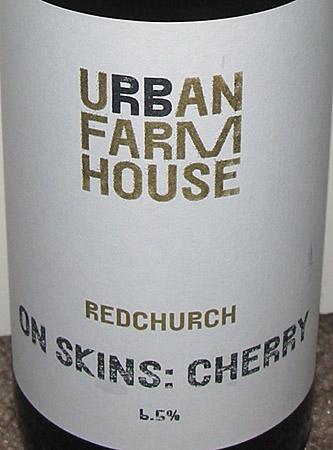 URBAN
FARM
HOUSE
REDCHURCH
ON SKINS: CHERRY
6.5%